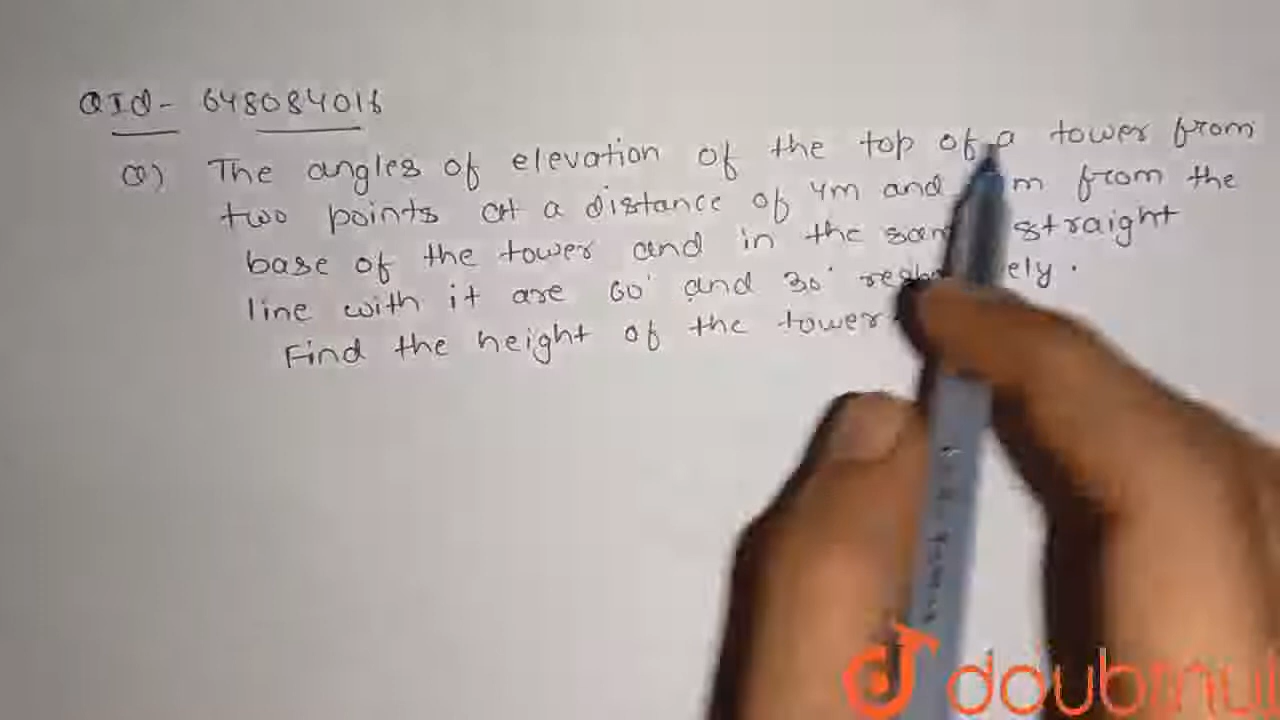 QId- 648084016
Q) The angles of elevation of the top of a tower from
two points at a distance of 4m and m from the
base of the tower and in the straight
line with it are 60° and 30°
Find the height of the tower
doubtnut